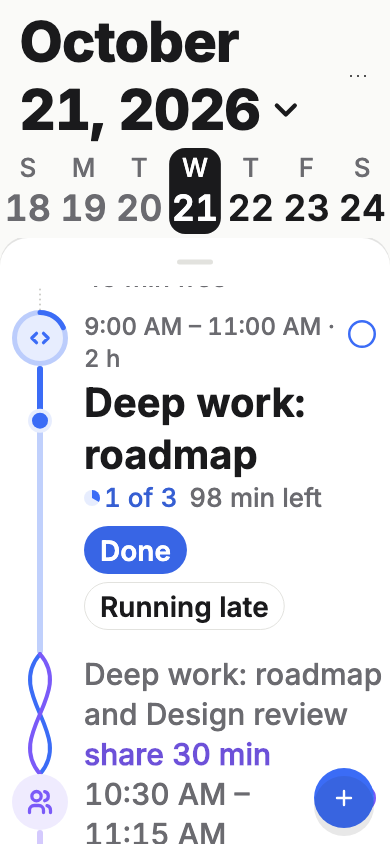 October
21, 2026
...
S M T W T F S
18 19 20 21 22 23 24
9:00 AM – 11:00 AM ·
2 h
Deep work:
roadmap
1 of 3 98 min left
Done
Running late
Deep work: roadmap
and Design review
share 30 min
10:30 AM –
11:15 AM
+